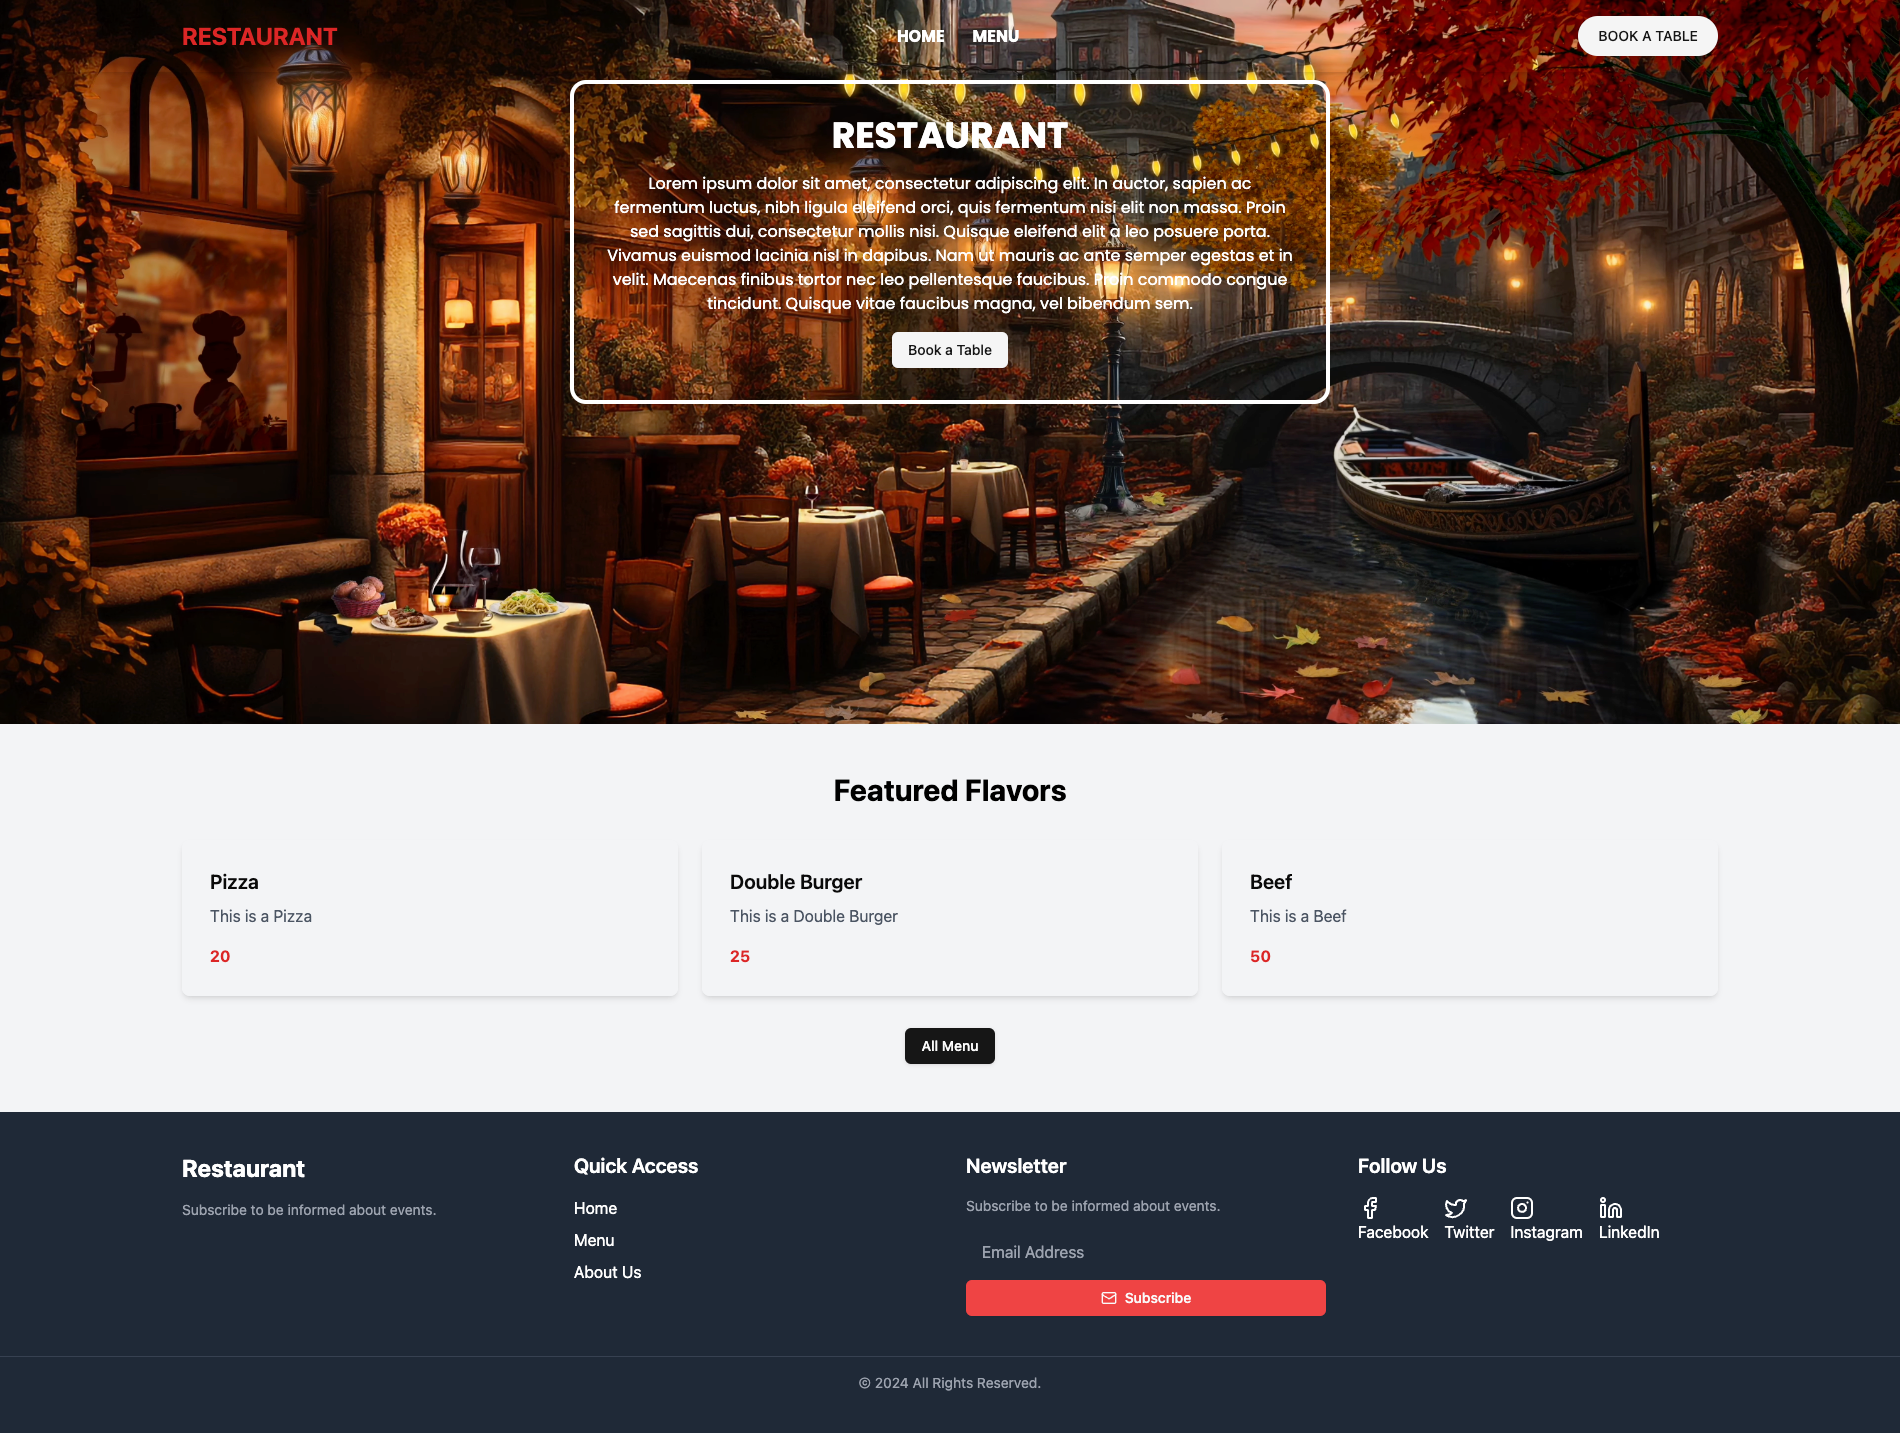 RESTAURANT
HOME MENU
BOOK A TABLE
RESTAURANT
Lorem ipsum dolor sit amet, consectetur adipiscing elit. In auctor, sapien ac
fermentum luctus, nibh ligula eleifend orci, quis fermentum nisi elit non massa. Proin
sed sagittis dui, consectetur mollis nisi. Quisque eleifend elit a leo posuere porta.
Vivamus euismod lacinia nisl in dapibus. Nam ut mauris ac ante semper egestas et in
velit. Maecenas finibus tortor nec leo pellentesque faucibus. Proin commodo congue
tincidunt. Quisque vitae faucibus magna, vel bibendum sem.
Book a Table
Featured Flavors
Pizza
This is a Pizza
20
Double Burger
This is a Double Burger
25
Beef
This is a Beef
50
All Menu
Restaurant
Subscribe to be informed about events.
Quick Access
Home
Menu
About Us
Newsletter
Subscribe to be informed about events.
Email Address
Subscribe
Follow Us
Facebook Twitter Instagram LinkedIn
© 2024 All Rights Reserved.